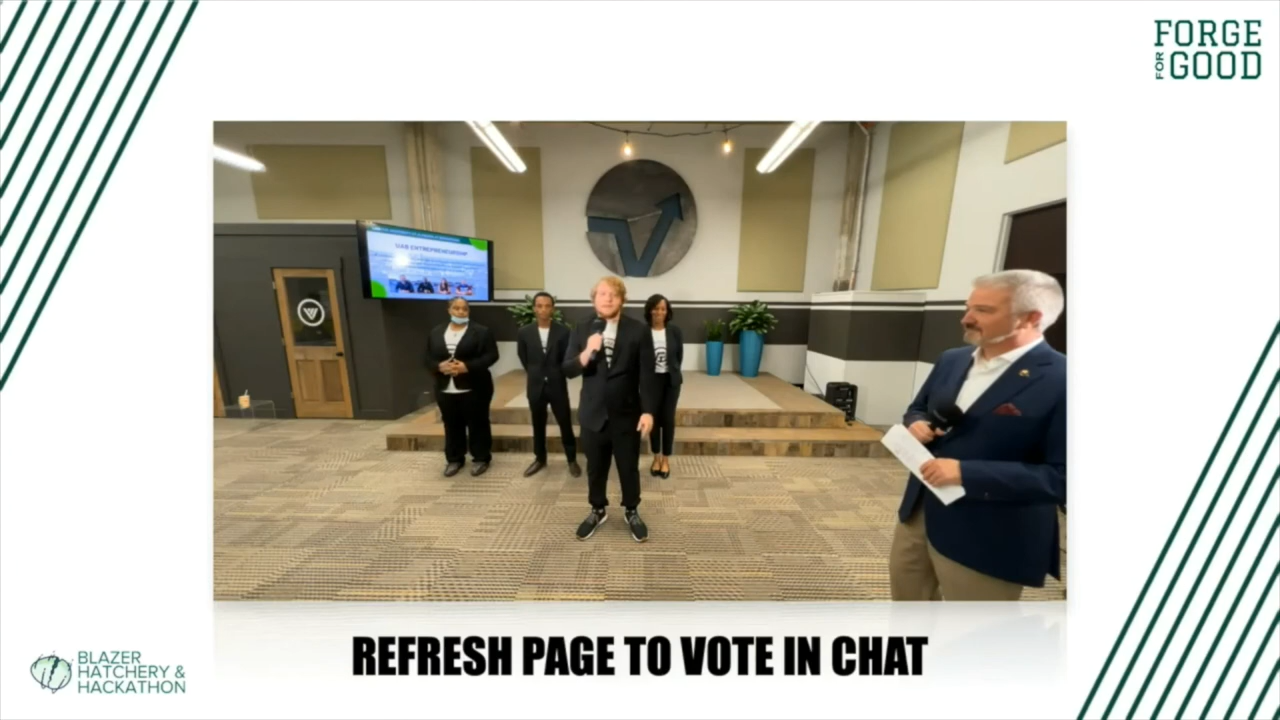 FORGE
FOR
GOOD
UAB ENTREPRENEURSHIP
REFRESH PAGE TO VOTE IN CHAT
BLAZER
HATCHERY &
HACKATHON